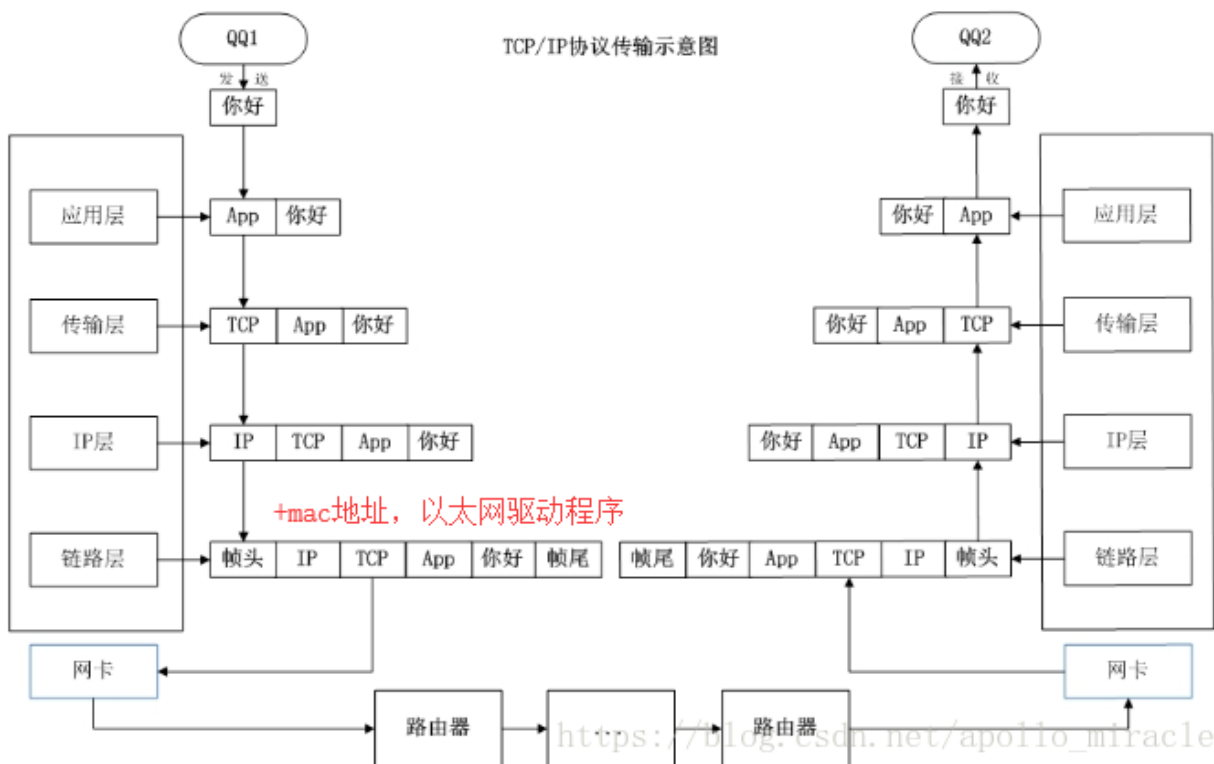 QQ1 TCP/IP协议传输示意图 QQ2
发 送 接 收
你好 你好
应用层 App 你好 你好 App 应用层
传输层 TCP App 你好 你好 App TCP 传输层
IP层 IP TCP App 你好 你好 App TCP IP IP层
+mac地址，以太网驱动程序
链路层 帧头 IP TCP App 你好 帧尾 帧尾 你好 App TCP IP 帧头 链路层
网卡 网卡
路由器 ... 路由器
https://blog.csdn.net/apollo_miracle